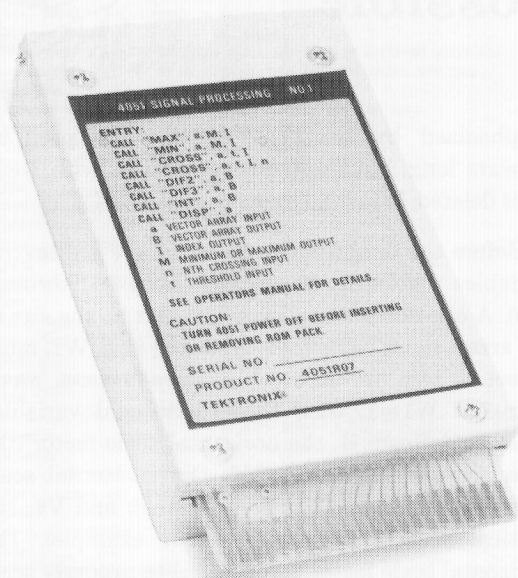 4051 SIGNAL PROCESSING NO.1
ENTRY:
CALL "MAX", a, M, I
CALL "MIN", a, M, I
CALL "CROSS", a, t, I
CALL "CROSS", a, t, I, n
CALL "DIF2", a, B
CALL "DIF3", a, B
CALL "INT", a, B
CALL "DISP", a
a VECTOR ARRAY INPUT
B VECTOR ARRAY OUTPUT
I INDEX OUTPUT
M MINIMUM OR MAXIMUM OUTPUT
n NTH CROSSING INPUT
t THRESHOLD INPUT
SEE OPERATORS MANUAL FOR DETAILS.
CAUTION:
TURN 4051 POWER OFF BEFORE INSERTING
OR REMOVING ROM PACK.
SERIAL NO.
PRODUCT NO. 4051R07
TEKTRONIX®